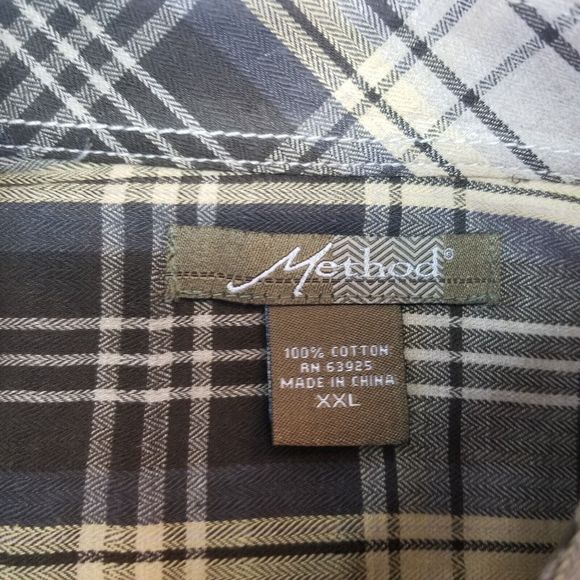 Method®
100% COTTON
RN 63925
MADE IN CHINA
XXL